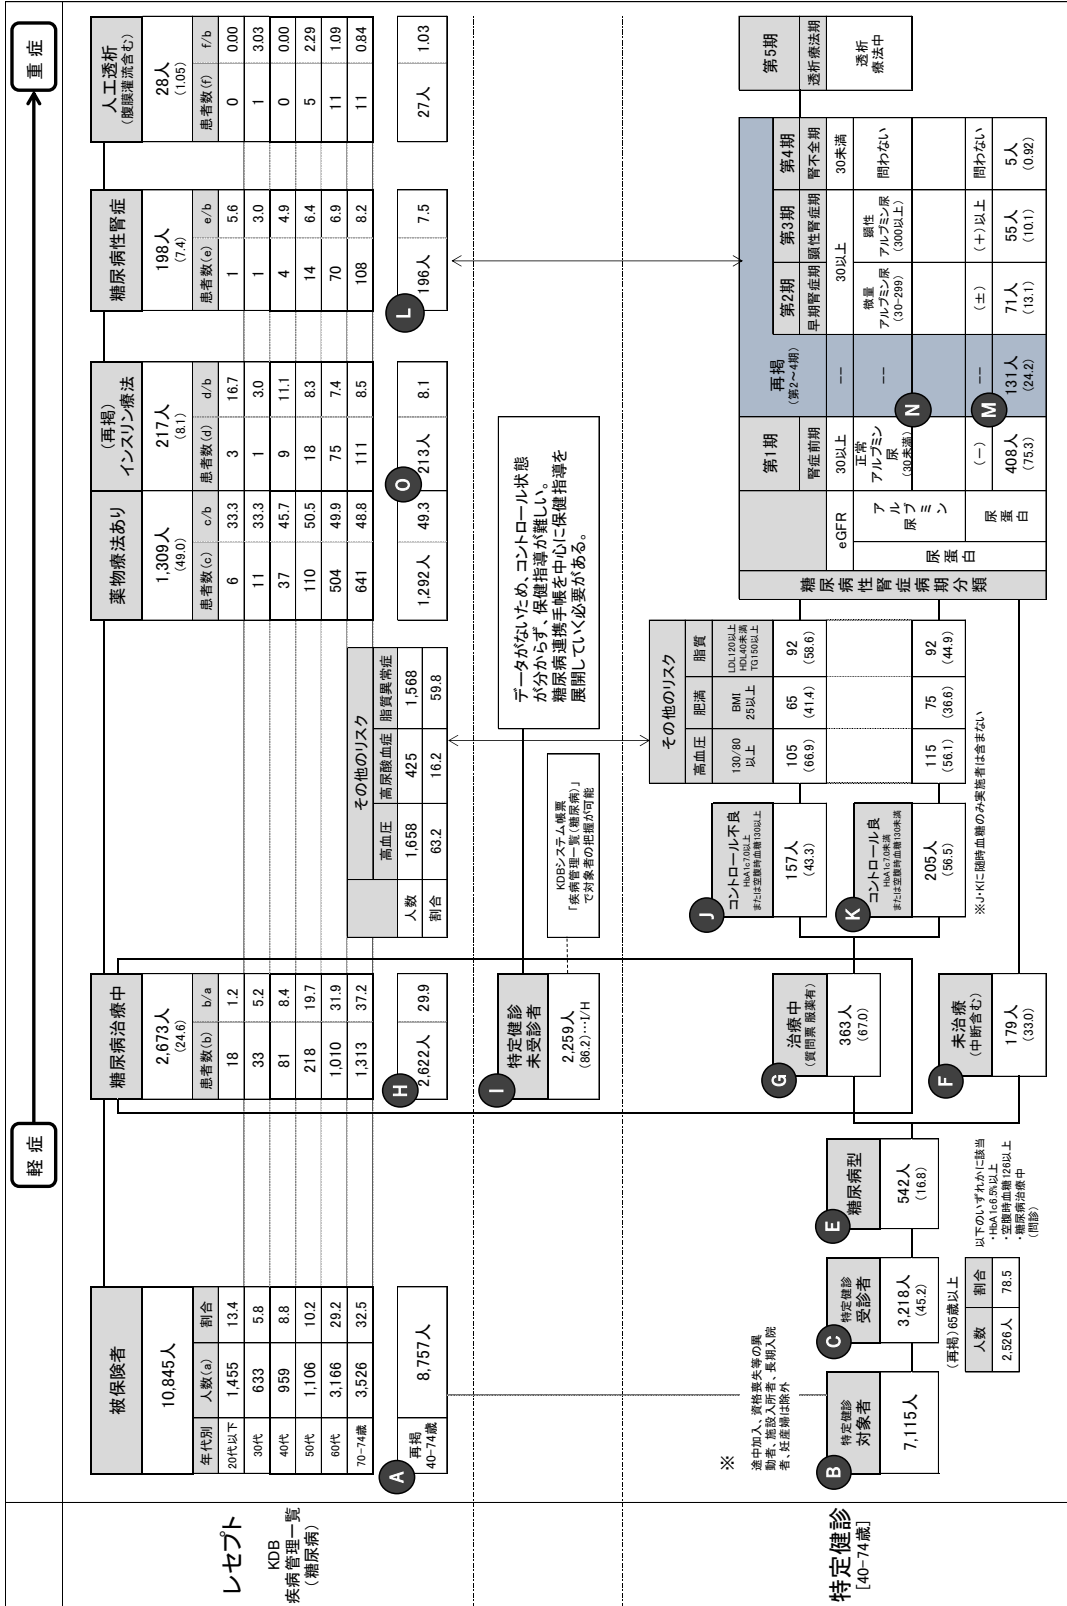 軽症
重症
レセプト
KDB
疾病管理一覧
(糖尿病)
被保険者
10,845人
年代別 人数(a) 割合
20代以下 1,455 13.4
30代 633 5.8
40代 959 8.8
50代 1,106 10.2
60代 3,166 29.2
70-74歳 3,526 32.5
A
再掲
40-74歳
8,757人
糖尿病治療中
2,673人
(24.6)
患者数(b) b/a
18 1.2
33 5.2
81 8.4
218 19.7
1,010 31.9
1,313 37.2
H
2,622人 29.9
その他のリスク
高血圧 高尿酸血症 脂質異常症
人数 1,658 425 1,568
割合 63.2 16.2 59.8
薬物療法あり
1,309人
(49.0)
患者数(c) c/b
6 33.3
11 33.3
37 45.7
110 50.5
504 49.9
641 48.8
1,292人 49.3
(再掲)
インスリン療法
217人
(8.1)
患者数(d) d/b
3 16.7
1 3.0
9 11.1
18 8.3
75 7.4
111 8.5
O
213人 8.1
糖尿病性腎症
198人
(7.4)
患者数(e) e/b
1 5.6
1 3.0
4 4.9
14 6.4
70 6.9
108 8.2
L
196人 7.5
人工透析
(腹膜灌流含む)
28人
(1.05)
患者数(f) f/b
0 0.00
1 3.03
0 0.00
5 2.29
11 1.09
11 0.84
27人 1.03
I
特定健診
未受診者
2,259人
(86.2)…I/H
KDBシステム帳票
「疾病管理一覧(糖尿病)」
で対象者の把握が可能
データがないため、コントロール状態
が分からず、保健指導が難しい。
糖尿病連携手帳を中心に保健指導を
展開していく必要がある。
特定健診
[40-74歳]
※
途中加入、資格喪失等の異
動者、施設入所者、長期入院
者、妊産婦は除外
B
特定健診
対象者
7,115人
C
特定健診
受診者
3,218人
(45.2)
(再掲)65歳以上
人数 割合
2,526人 78.5
E
糖尿病型
542人
(16.8)
以下のいずれかに該当
・HbA1c6.5%以上
・空腹時血糖126以上
・糖尿病治療中
(問診)
G
治療中
(質問票 服薬有)
363人
(67.0)
F
未治療
(中断含む)
179人
(33.0)
J
コントロール不良
HbA1c7.0以上
または空腹時血糖130以上
157人
(43.3)
K
コントロール良
HbA1c7.0未満
または空腹時血糖130未満
205人
(56.5)
※J・Kに随時血糖のみ実施者は含まない
その他のリスク
高血圧 肥満 脂質
130/80
以上
BMI
25以上
LDL120以上
HDL40未満
TG150以上
105
(66.9)
65
(41.4)
92
(58.6)
115
(56.1)
75
(36.6)
92
(44.9)
糖尿病性腎症病期分類
第1期
腎症前期
再掲
(第2~4期)
第2期
早期腎症期
第3期
顕性腎症期
第4期
腎不全期
第5期
透析療法期
eGFR 30以上 -- 30以上 30未満
尿蛋白
アルブミン尿
正常
アルブミン
尿
(30未満)
--
微量
アルブミン尿
(30-299)
顕性
アルブミン尿
(300以上)
問わない
透析
療法中
N
尿蛋白
(-) -- (±) (+)以上 問わない
M
408人
(75.3)
131人
(24.2)
71人
(13.1)
55人
(10.1)
5人
(0.92)